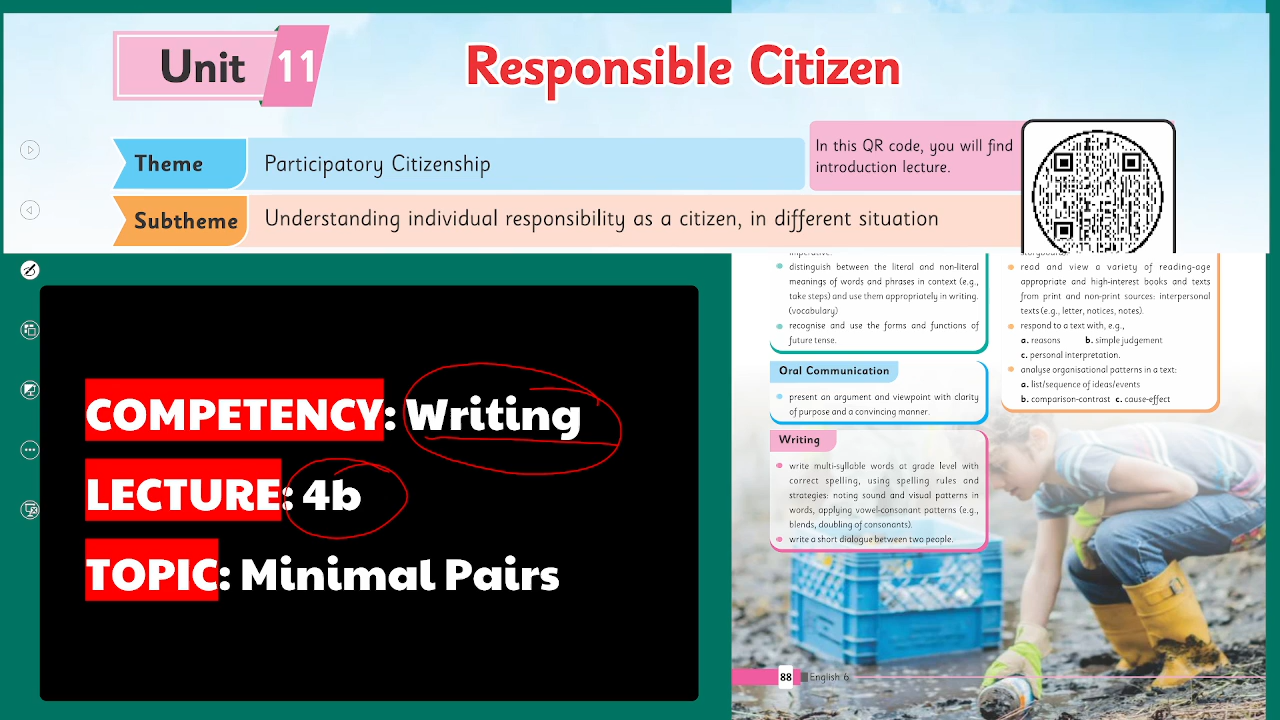 Unit 11
Responsible Citizen
Theme
Participatory Citizenship
In this QR code, you will find
introduction lecture.
Subtheme
Understanding individual responsibility as a citizen, in different situation
COMPETENCY: Writing
LECTURE: 4b
TOPIC: Minimal Pairs
imperative.
distinguish between the literal and non-literal
meanings of words and phrases in context (e.g.,
take steps) and use them appropriately in writing.
(vocabulary)
recognise and use the forms and functions of
future tense.
Oral Communication
present an argument and viewpoint with clarity
of purpose and a convincing manner.
Writing
write multi-syllable words at grade level with
correct spelling, using spelling rules and
strategies: noting sound and visual patterns in
words, applying vowel-consonant patterns (e.g.,
blends, doubling of consonants).
write a short dialogue between two people.
read and view a variety of reading-age
appropriate and high-interest books and texts
from print and non-print sources: interpersonal
texts (e.g., letter, notices, notes).
respond to a text with, e.g.,
a. reasons b. simple judgement
c. personal interpretation.
analyse organisational patterns in a text:
a. list/sequence of ideas/events
b. comparison-contrast c. cause-effect
88 English 6